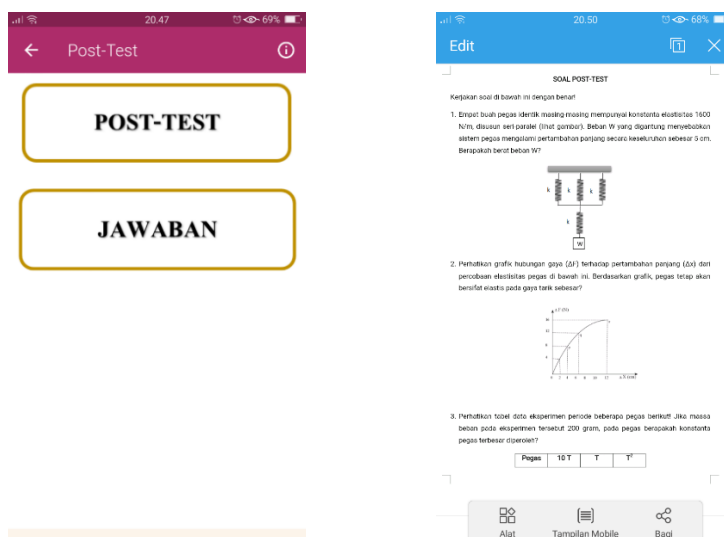 20.47
69%
Post-Test
POST-TEST
JAWABAN
20.50
68%
Edit
1
SOAL POST-TEST
Kerjakan soal di bawah ini dengan benar!
1. Empat buah pegas identik masing masing mempunyai konstanta elastisitas 1600
N/m, disusun seri-paralel (lihat gambar). Beban W yang digantung menyebabkan
sistem pegas mengalami pertambahan panjang secara keseluruhan sebesar 5 cm.
Berapakah berat beban W?
k k k
k
W
2. Perhatikan grafik hubungan gaya (ΔF) terhadap pertambahan panjang (Δx) dari
percobaan elastisitas pegas di bawah ini. Berdasarkan grafik, pegas tetap akan
bersifat elastis pada gaya tarik sebesar?
3. Perhatikan tabel data eksperimen periode beberapa pegas berikut! Jika massa
beban pada eksperimen tersebut 200 gram, pada pegas berapakah konstanta
pegas terbesar diperoleh?
Pegas 10 T T T²
Alat Tampilan Mobile Bagi